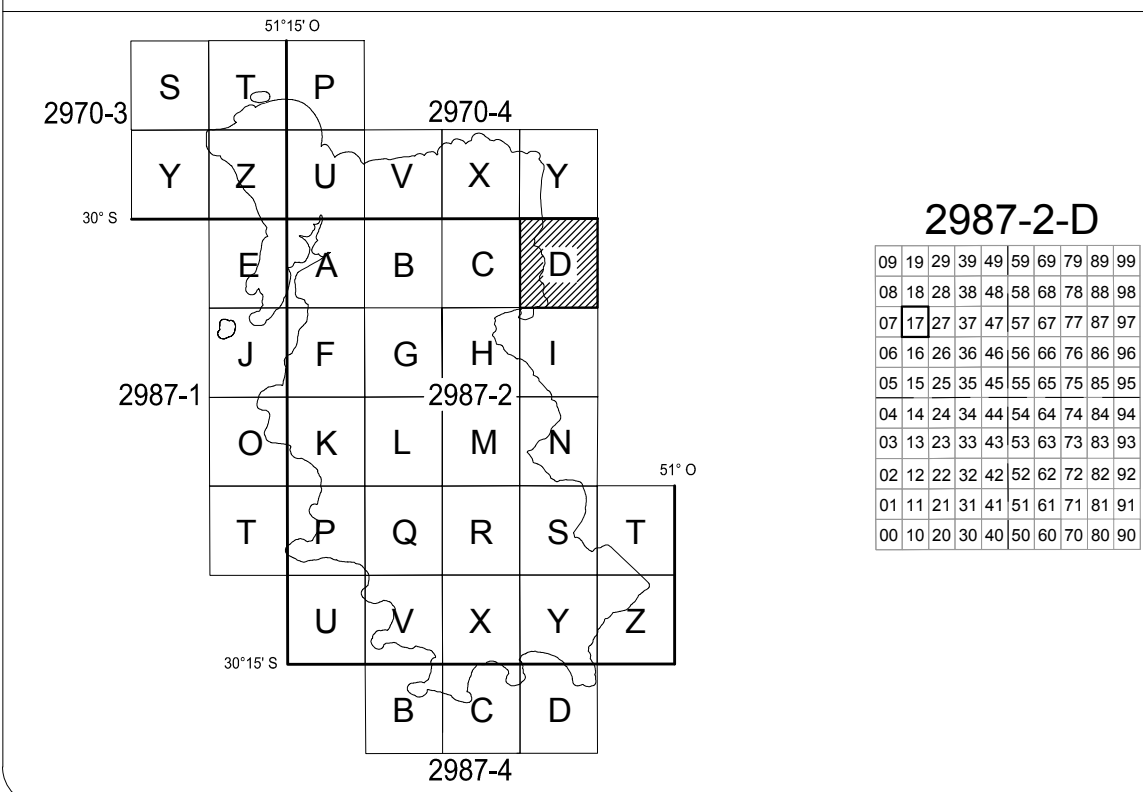 51°15' O
S T P
2970-3 2970-4
Y Z U V X Y
30° S
E A B C D
J F G H I
2987-1 2987-2
O K L M N
51° O
T P Q R S T
U V X Y Z
30°15' S
B C D
2987-4
2987-2-D
09 19 29 39 49 59 69 79 89 99
08 18 28 38 48 58 68 78 88 98
07 17 27 37 47 57 67 77 87 97
06 16 26 36 46 56 66 76 86 96
05 15 25 35 45 55 65 75 85 95
04 14 24 34 44 54 64 74 84 94
03 13 23 33 43 53 63 73 83 93
02 12 22 32 42 52 62 72 82 92
01 11 21 31 41 51 61 71 81 91
00 10 20 30 40 50 60 70 80 90